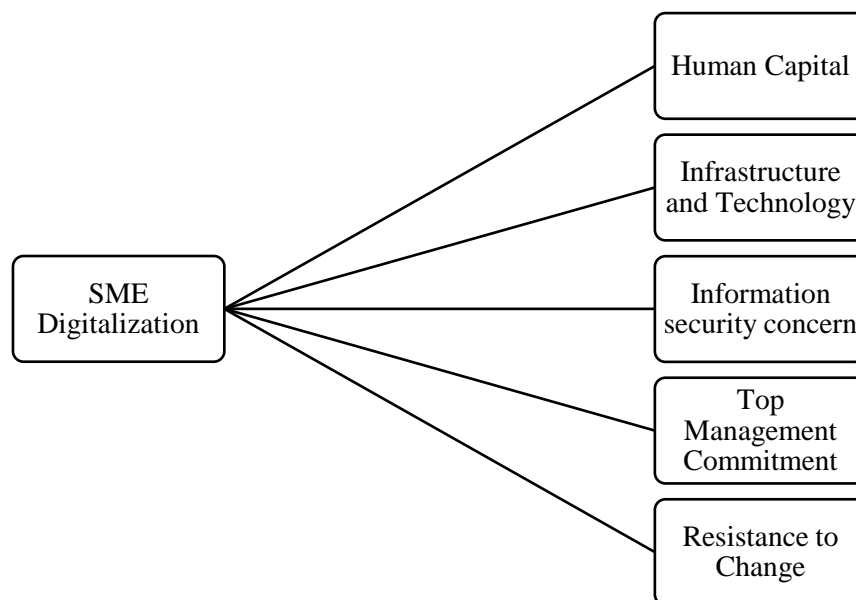 Human Capital
Infrastructure
and Technology
SME
Digitalization
Information
security concern
Top
Management
Commitment
Resistance to
Change